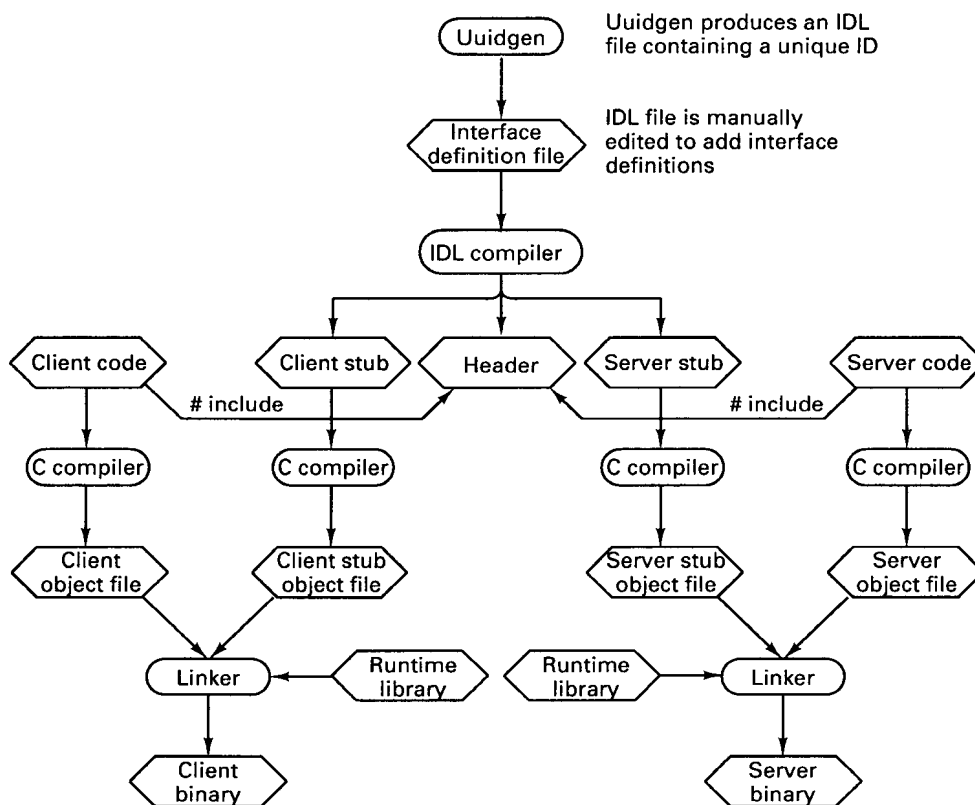 Uuidgen
Uuidgen produces an IDL
file containing a unique ID
Interface
definition file
IDL file is manually
edited to add interface
definitions
IDL compiler
Client code
Client stub
Header
Server stub
Server code
# include
# include
C compiler
C compiler
C compiler
C compiler
Client
object file
Client stub
object file
Server stub
object file
Server
object file
Linker
Runtime
library
Runtime
library
Linker
Client
binary
Server
binary